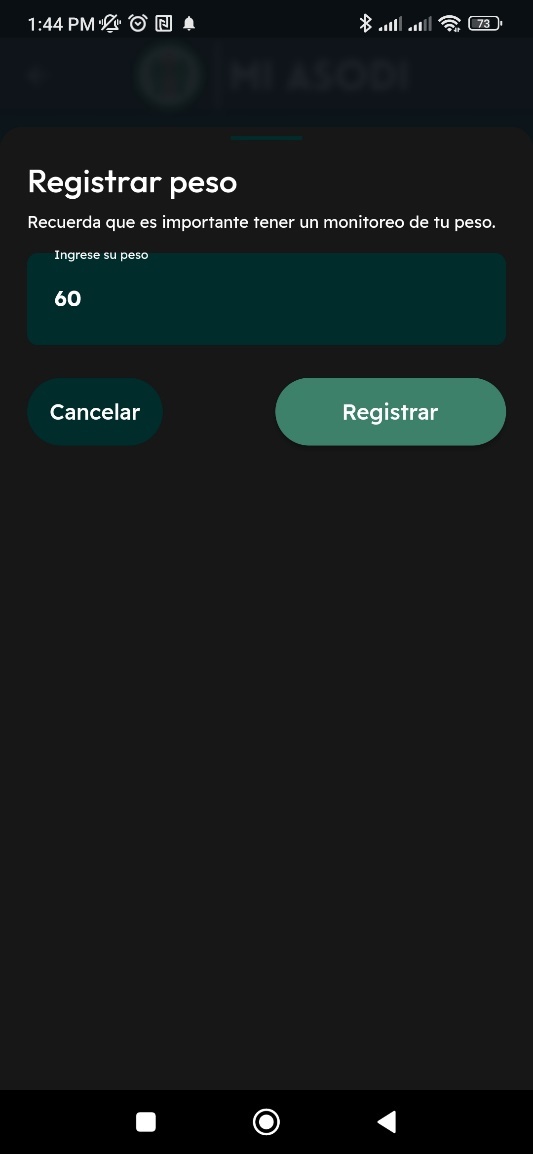 1:44 PM 73
MI ASODI
Registrar peso
Recuerda que es importante tener un monitoreo de tu peso.
Ingrese su peso
60
Cancelar Registrar